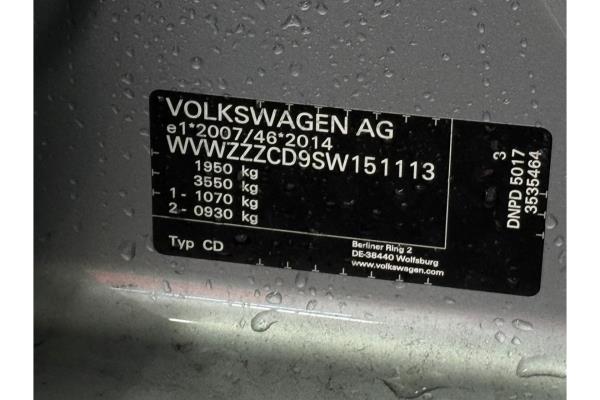 VOLKSWAGEN AG
e1*2007/46*2014
WVWZZZCD9SW151113
1950 kg
3550 kg
1- 1070 kg
2- 0930 kg
Typ CD
Berliner Ring 2
DE-38440 Wolfsburg
www.volkswagen.com
3
DNPD 5017
3535464